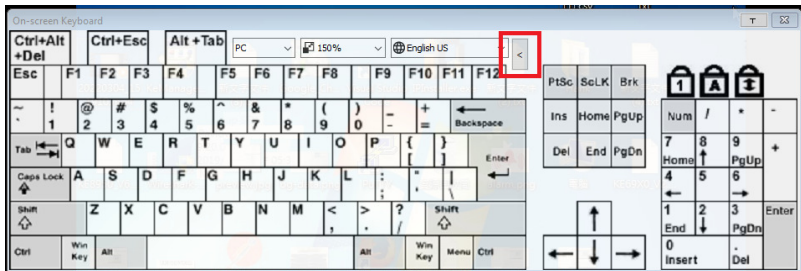 On-screen Keyboard
Ctrl+Alt
+Del
Ctrl+Esc
Alt +Tab
PC
150%
English US
<
T
Esc F1 F2 F3 F4 F5 F6 F7 F8 F9 F10 F11 F12
PtSc ScLK Brk
1 A
~ ! @ # $ % ^ & * ( ) _ +
` 1 2 3 4 5 6 7 8 9 0 - = Backspace
Ins Home PgUp
Num / * -
Tab Q W E R T Y U I O P { }
[ ] Enter
Del End PgDn
7 8 9 +
Home PgUp
Caps Lock A S D F G H J K L : " |
; ' \
4 5 6
Shift Z X C V B N M < > ? Shift
, . /
1 2 3 Enter
End PgDn
Ctrl Win Key Alt Alt Win Key Menu Ctrl
0 .
Insert Del